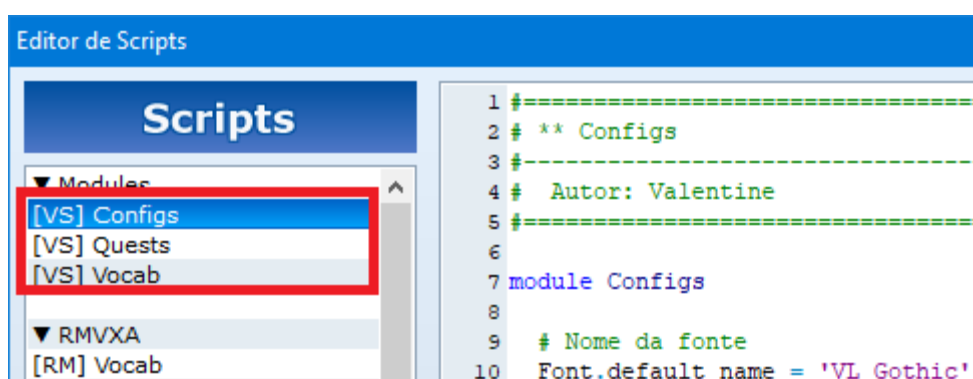 Editor de Scripts
Scripts
▼ Modules
[VS] Configs
[VS] Quests
[VS] Vocab
▼ RMVXA
[RM] Vocab
1 #================================
2 # ** Configs
3 #--------------------------------
4 #  Autor: Valentine
5 #================================
6
7 module Configs
8
9   # Nome da fonte
10   Font.default_name = 'VL Gothic'